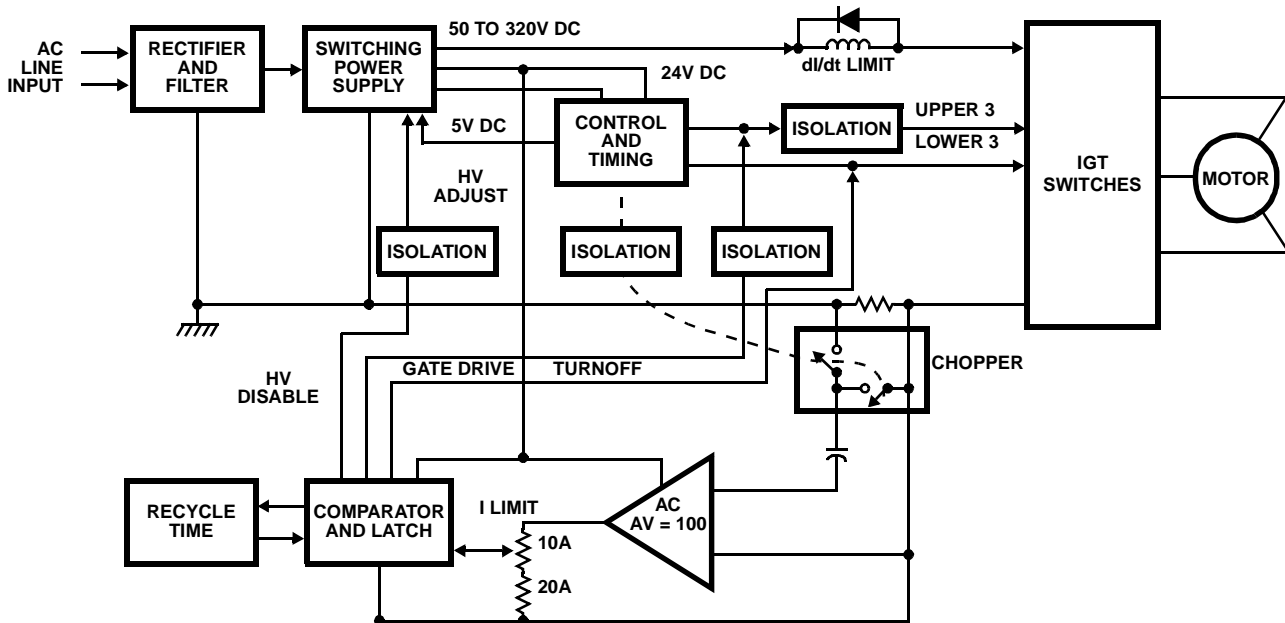 50 TO 320V DC
AC
LINE
INPUT
RECTIFIER
AND
FILTER
SWITCHING
POWER
SUPPLY
dI/dt LIMIT
24V DC
5V DC
CONTROL
AND
TIMING
ISOLATION
UPPER 3
LOWER 3
IGT
SWITCHES
MOTOR
HV
ADJUST
ISOLATION
ISOLATION
ISOLATION
CHOPPER
HV
DISABLE
GATE DRIVE
TURNOFF
RECYCLE
TIME
COMPARATOR
AND LATCH
I LIMIT
10A
20A
AC
AV = 100